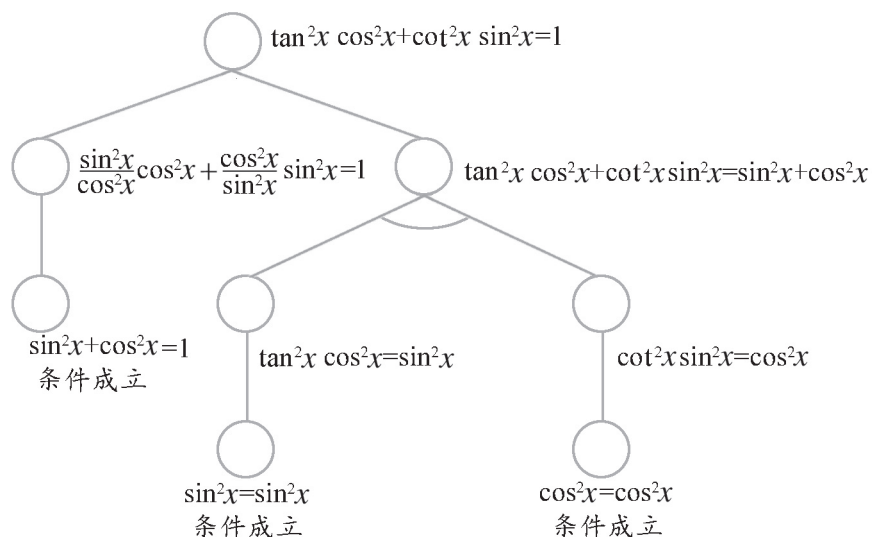 tan²x cos²x+cot²x sin²x=1
sin²x/cos²x cos²x+cos²x/sin²x sin²x=1
tan²x cos²x+cot²x sin²x=sin²x+cos²x
sin²x+cos²x=1
条件成立
tan²x cos²x=sin²x
cot²x sin²x=cos²x
sin²x=sin²x
条件成立
cos²x=cos²x
条件成立